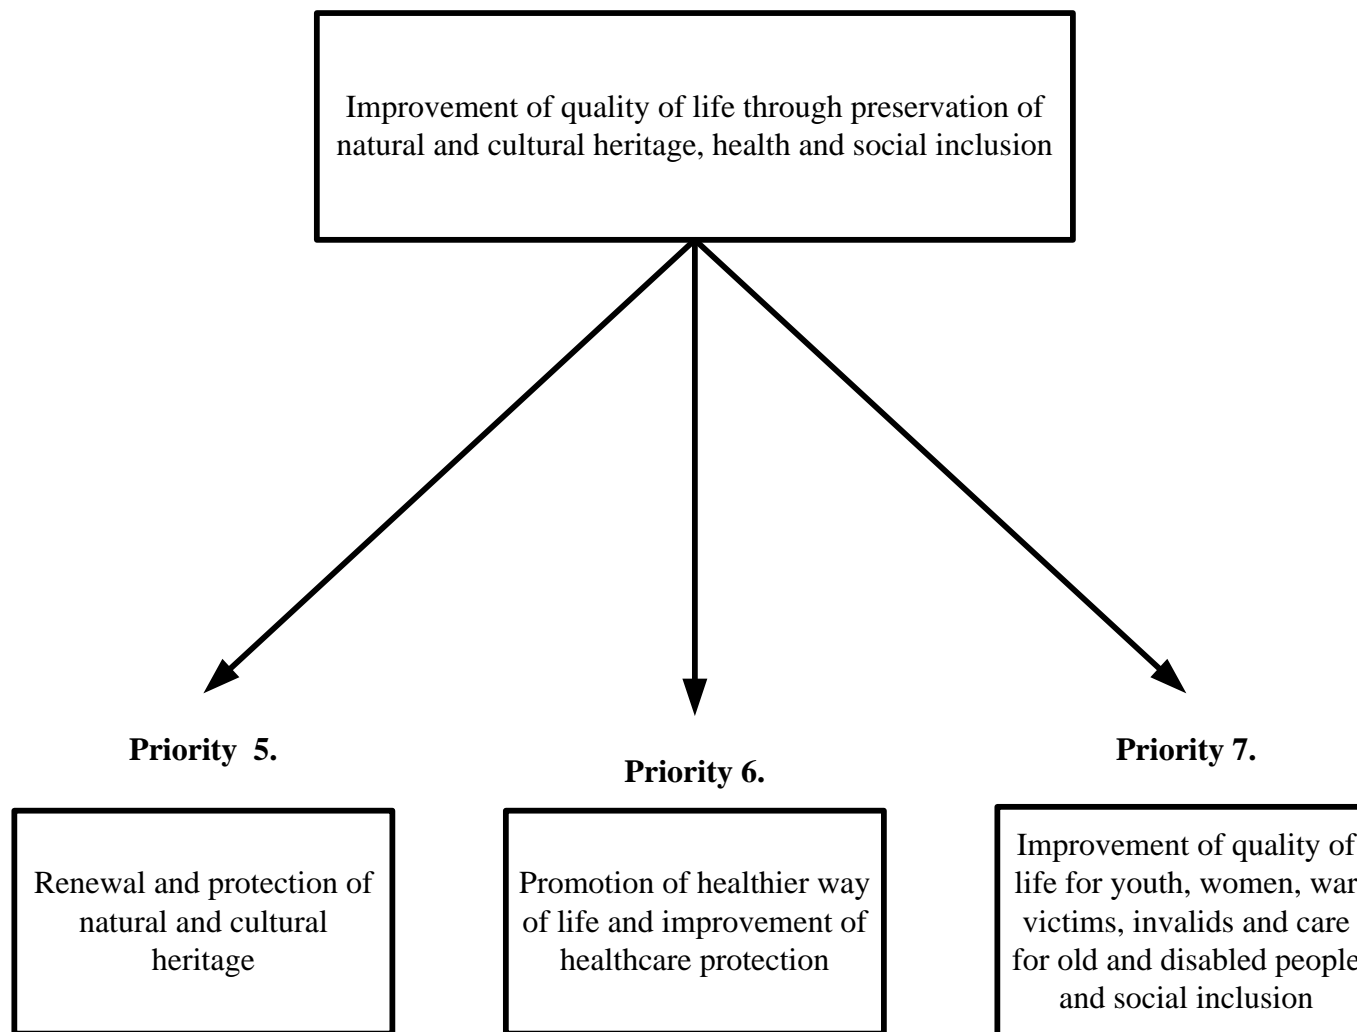 Improvement of quality of life through preservation of
natural and cultural heritage, health and social inclusion
Priority  5.
Renewal and protection of
natural and cultural
heritage
Priority 6.
Promotion of healthier way
of life and improvement of
healthcare protection
Priority 7.
Improvement of quality of
life for youth, women, war
victims, invalids and care
for old and disabled people
and social inclusion